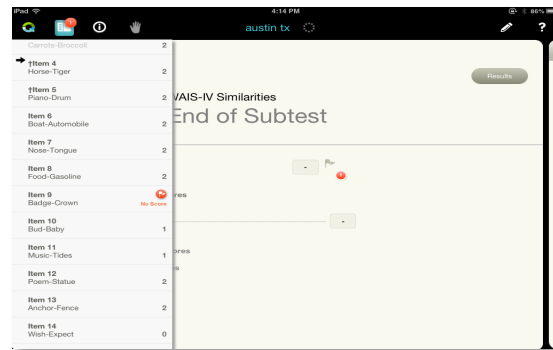 iPad
4:14 PM
86%
1
austin tx
?
Carrots-Broccoli 2
†Item 4
Horse-Tiger 2
†Item 5
Piano-Drum 2
Item 6
Boat-Automobile 2
Item 7
Nose-Tongue 2
Item 8
Food-Gasoline 2
Item 9
Badge-Crown No Score
Item 10
Bud-Baby 1
Item 11
Music-Tides 1
Item 12
Poem-Statue 2
Item 13
Anchor-Fence 2
Item 14
Wish-Expect 0
Results
WAIS-IV Similarities
End of Subtest
-
res
-
ores
s